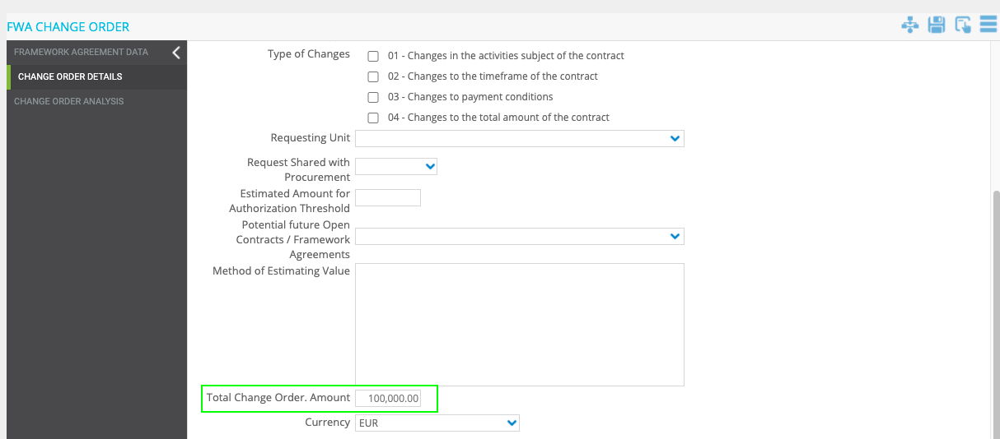 FWA CHANGE ORDER
FRAMEWORK AGREEMENT DATA
CHANGE ORDER DETAILS
CHANGE ORDER ANALYSIS
Type of Changes
01 - Changes in the activities subject of the contract
02 - Changes to the timeframe of the contract
03 - Changes to payment conditions
04 - Changes to the total amount of the contract
Requesting Unit
Request Shared with
Procurement
Estimated Amount for
Authorization Threshold
Potential future Open
Contracts / Framework
Agreements
Method of Estimating Value
Total Change Order. Amount 100,000.00
Currency EUR